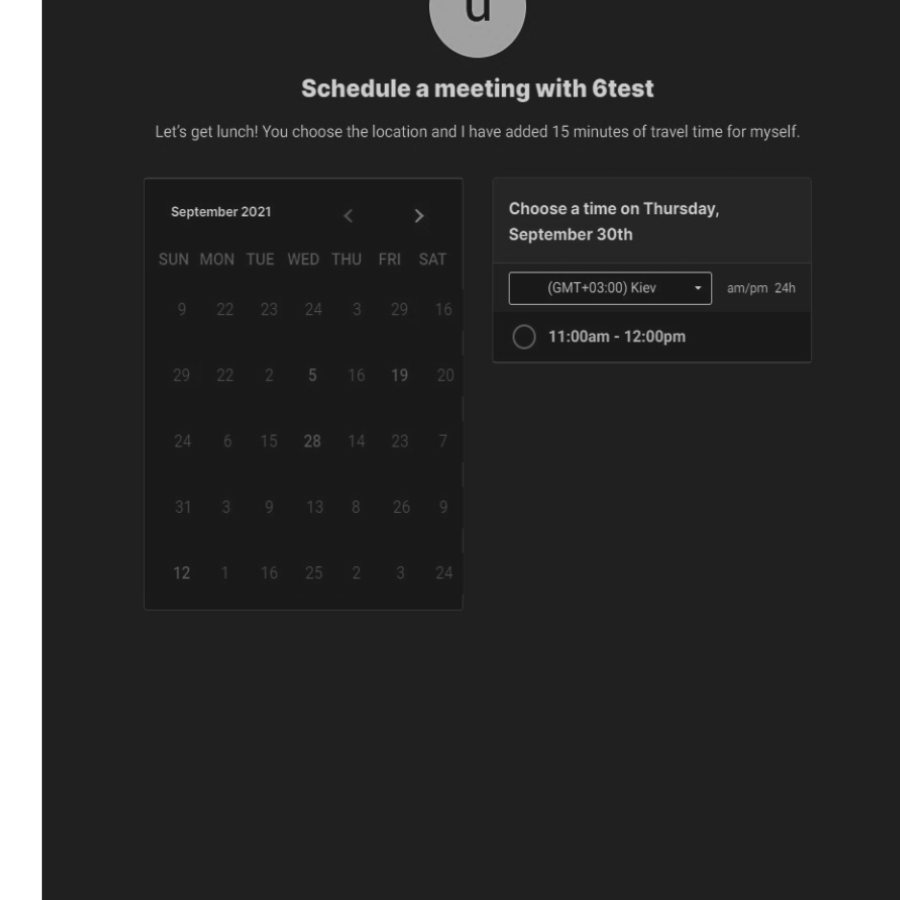 u
Schedule a meeting with 6test
Let's get lunch! You choose the location and I have added 15 minutes of travel time for myself.
September 2021
SUN MON TUE WED THU FRI SAT
9 22 23 24 3 29 16
29 22 2 5 16 19 20
24 6 15 28 14 23 7
31 3 9 13 8 26 9
12 1 16 25 2 3 24
Choose a time on Thursday,
September 30th
(GMT+03:00) Kiev am/pm 24h
11:00am - 12:00pm